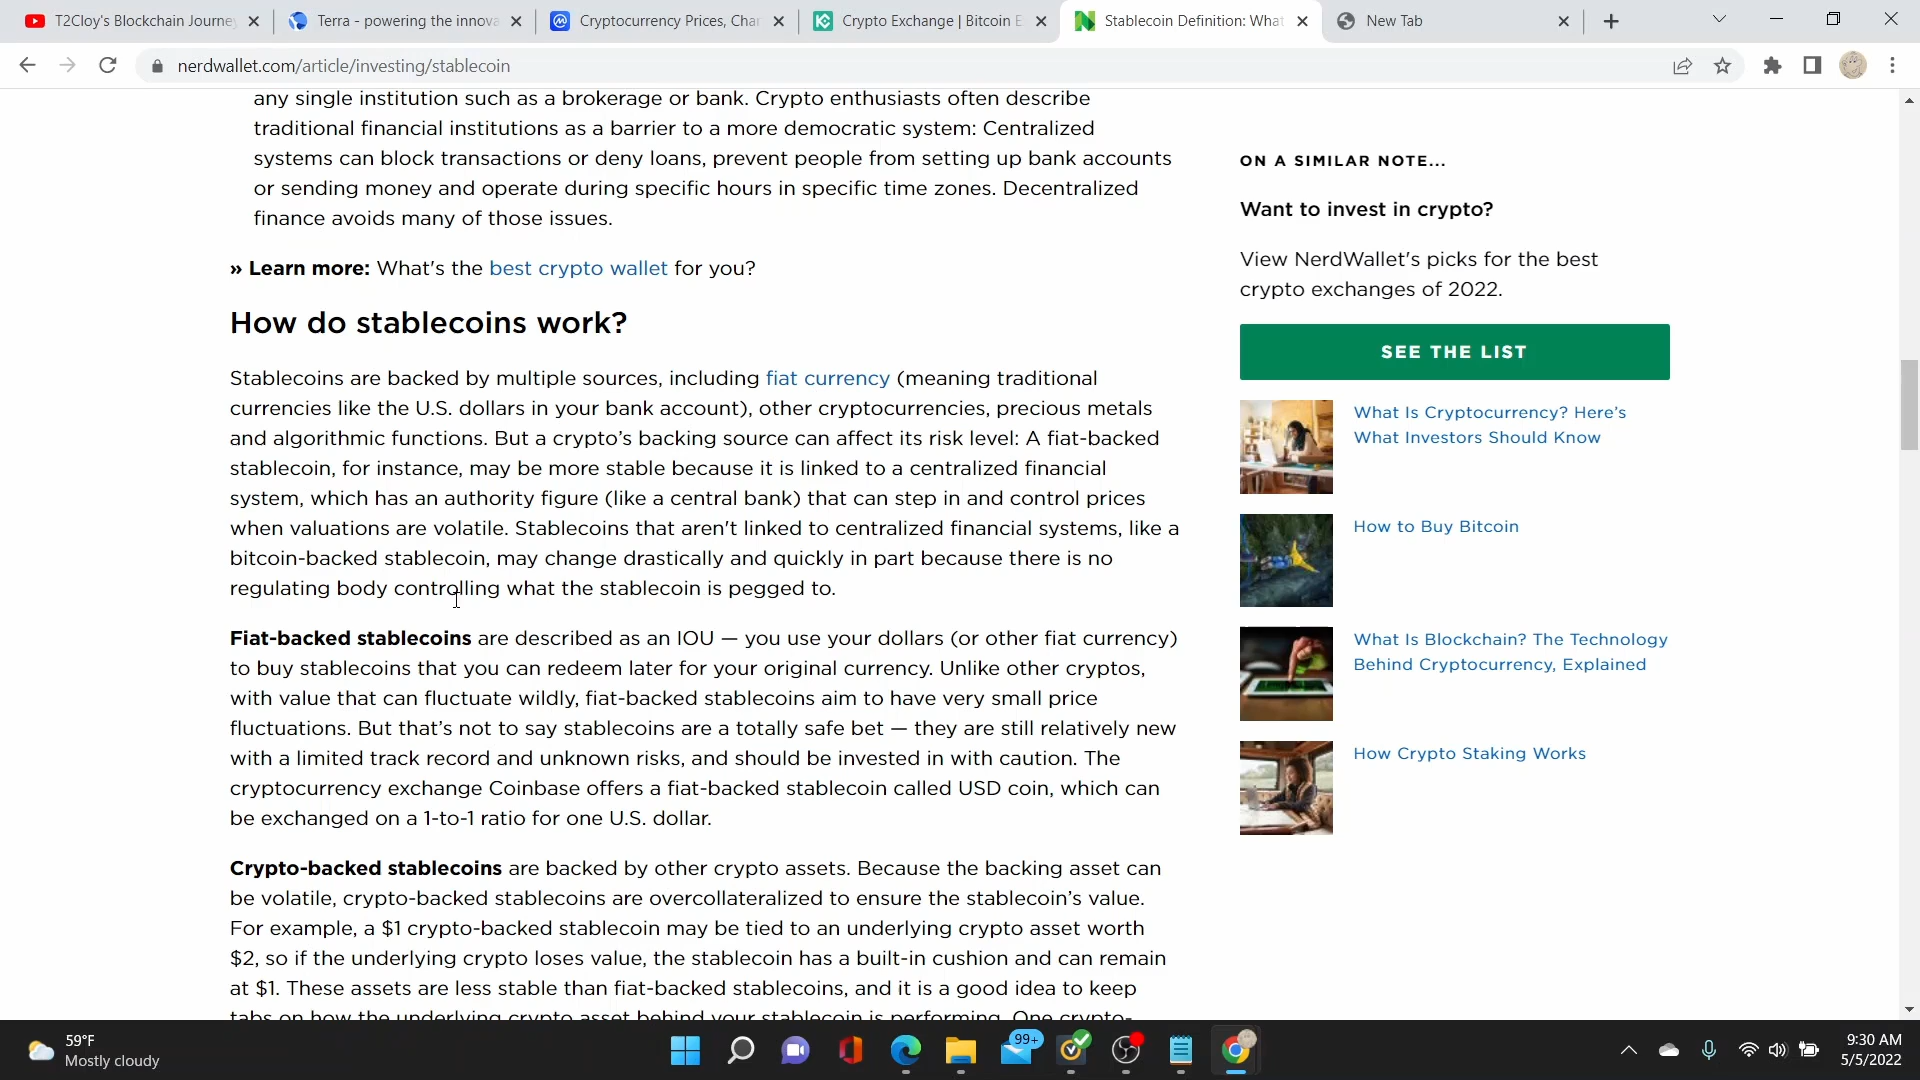 T2Cloy's Blockchain Journey
Terra - powering the innova
Cryptocurrency Prices, Char
Crypto Exchange | Bitcoin E
Stablecoin Definition: What
New Tab
nerdwallet.com/article/investing/stablecoin
any single institution such as a brokerage or bank. Crypto enthusiasts often describe
traditional financial institutions as a barrier to a more democratic system: Centralized
systems can block transactions or deny loans, prevent people from setting up bank accounts
or sending money and operate during specific hours in specific time zones. Decentralized
finance avoids many of those issues.
» Learn more: What's the best crypto wallet for you?
How do stablecoins work?
Stablecoins are backed by multiple sources, including fiat currency (meaning traditional
currencies like the U.S. dollars in your bank account), other cryptocurrencies, precious metals
and algorithmic functions. But a crypto’s backing source can affect its risk level: A fiat-backed
stablecoin, for instance, may be more stable because it is linked to a centralized financial
system, which has an authority figure (like a central bank) that can step in and control prices
when valuations are volatile. Stablecoins that aren't linked to centralized financial systems, like a
bitcoin-backed stablecoin, may change drastically and quickly in part because there is no
regulating body controlling what the stablecoin is pegged to.
Fiat-backed stablecoins are described as an IOU — you use your dollars (or other fiat currency)
to buy stablecoins that you can redeem later for your original currency. Unlike other cryptos,
with value that can fluctuate wildly, fiat-backed stablecoins aim to have very small price
fluctuations. But that’s not to say stablecoins are a totally safe bet — they are still relatively new
with a limited track record and unknown risks, and should be invested in with caution. The
cryptocurrency exchange Coinbase offers a fiat-backed stablecoin called USD coin, which can
be exchanged on a 1-to-1 ratio for one U.S. dollar.
Crypto-backed stablecoins are backed by other crypto assets. Because the backing asset can
be volatile, crypto-backed stablecoins are overcollateralized to ensure the stablecoin’s value.
For example, a $1 crypto-backed stablecoin may be tied to an underlying crypto asset worth
$2, so if the underlying crypto loses value, the stablecoin has a built-in cushion and can remain
at $1. These assets are less stable than fiat-backed stablecoins, and it is a good idea to keep
tabs on how the underlying crypto asset behind your stablecoin is performing. One crypto-
ON A SIMILAR NOTE...
Want to invest in crypto?
View NerdWallet's picks for the best
crypto exchanges of 2022.
SEE THE LIST
What Is Cryptocurrency? Here’s
What Investors Should Know
How to Buy Bitcoin
What Is Blockchain? The Technology
Behind Cryptocurrency, Explained
How Crypto Staking Works
59°F
Mostly cloudy
99+
9:30 AM
5/5/2022